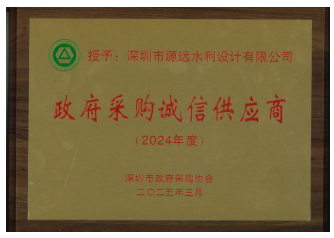 授予：深圳市源远水利设计有限公司
政府采购诚信供应商
（2024年度）
深圳市政府采购协会
二〇二五年三月